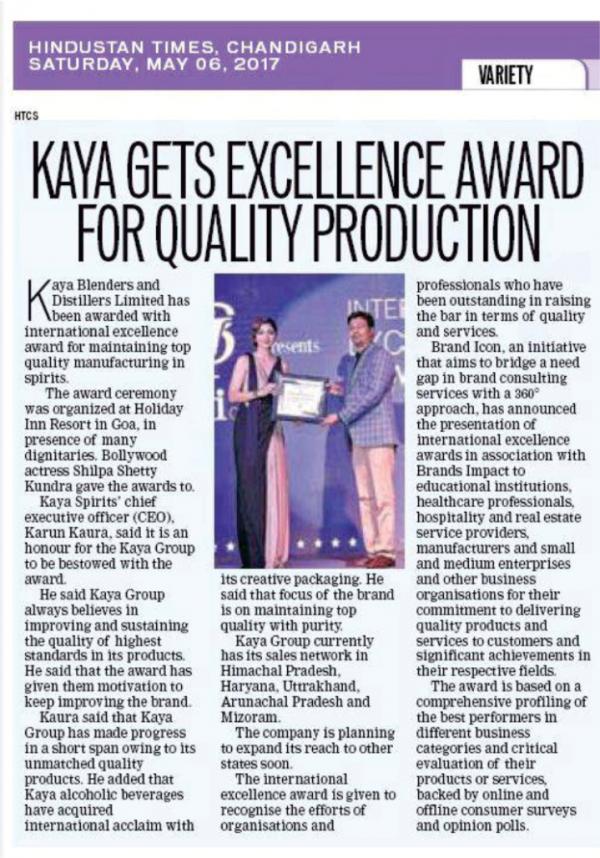 HINDUSTAN TIMES, CHANDIGARH
SATURDAY, MAY 06, 2017
VARIETY
HTCS
KAYA GETS EXCELLENCE AWARD
FOR QUALITY PRODUCTION
Kaya Blenders and
Distillers Limited has
been awarded with
international excellence
award for maintaining top
quality manufacturing in
spirits.
The award ceremony
was organized at Holiday
Inn Resort in Goa, in
presence of many
dignitaries. Bollywood
actress Shilpa Shetty
Kundra gave the awards to.
Kaya Spirits' chief
executive officer (CEO),
Karun Kaura, said it is an
honour for the Kaya Group
to be bestowed with the
award.
He said Kaya Group
always believes in
improving and sustaining
the quality of highest
standards in its products.
He said that the award has
given them motivation to
keep improving the brand.
Kaura said that Kaya
Group has made progress
in a short span owing to its
unmatched quality
products. He added that
Kaya alcoholic beverages
have acquired
international acclaim with
esents
INTE
its creative packaging. He
said that focus of the brand
is on maintaining top
quality with purity.
Kaya Group currently
has its sales network in
Himachal Pradesh,
Haryana, Uttrakhand,
Arunachal Pradesh and
Mizoram.
The company is planning
to expand its reach to other
states soon.
The international
excellence award is given to
recognise the efforts of
organisations and
professionals who have
been outstanding in raising
the bar in terms of quality
and services.
Brand Icon, an initiative
that aims to bridge a need
gap in brand consulting
services with a 360°
approach, has announced
the presentation of
international excellence
awards in association with
Brands Impact to
educational institutions,
healthcare professionals,
hospitality and real estate
service providers,
manufacturers and small
and medium enterprises
and other business
organisations for their
commitment to delivering
quality products and
services to customers and
significant achievements in
their respective fields.
The award is based on a
comprehensive profiling of
the best performers in
different business
categories and critical
evaluation of their
products or services,
backed by online and
offline consumer surveys
and opinion polls.